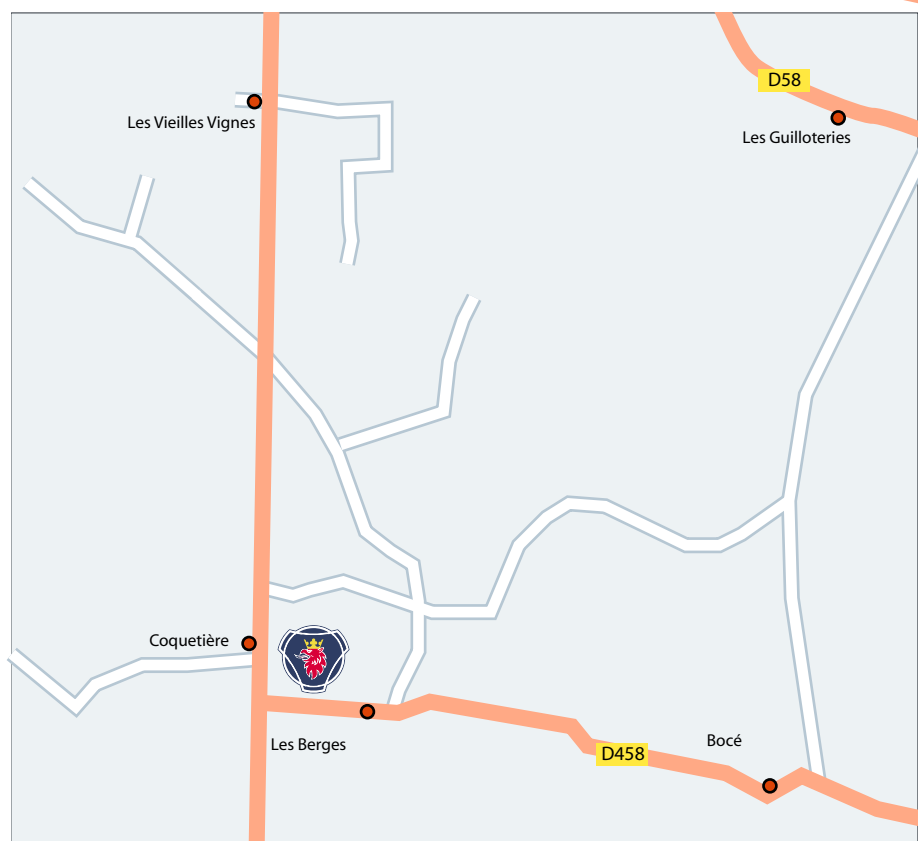 D58
Les Vieilles Vignes
Les Guilloteries
Coquetière
Les Berges
Bocé
D458